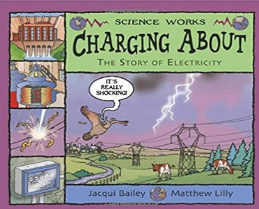 SCIENCE WORKS
CHARGING ABOUT
THE STORY OF ELECTRICITY
IT'S
REALLY
SHOCKING!
Jacqui Bailey Matthew Lilly